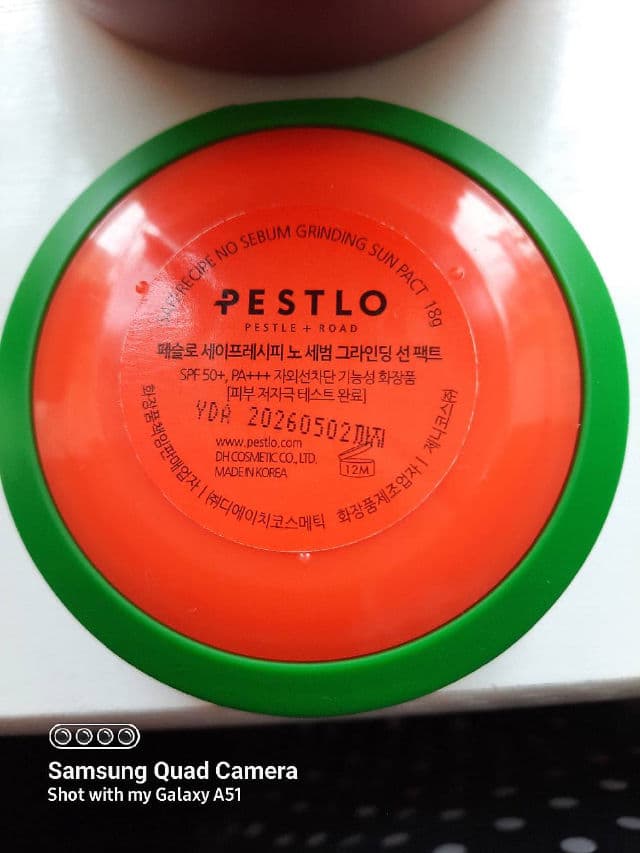 RECIPE NO SEBUM GRINDING SUN PACT 18g
PESTLO
PESTLE + ROAD
페슬로 세이프레시피 노 세범 그라인딩 선 팩트
SPF 50+, PA+++ 자외선차단 기능성 화장품
[피부 저자극 테스트 완료]
YDA 20260502까지
www.pestlo.com
DH COSMETIC CO., LTD.
MADE IN KOREA
12M
화장품책임판매업자 | ㈜디에이치코스메틱 화장품제조업자 | 제니코스㈜
Samsung Quad Camera
Shot with my Galaxy A51